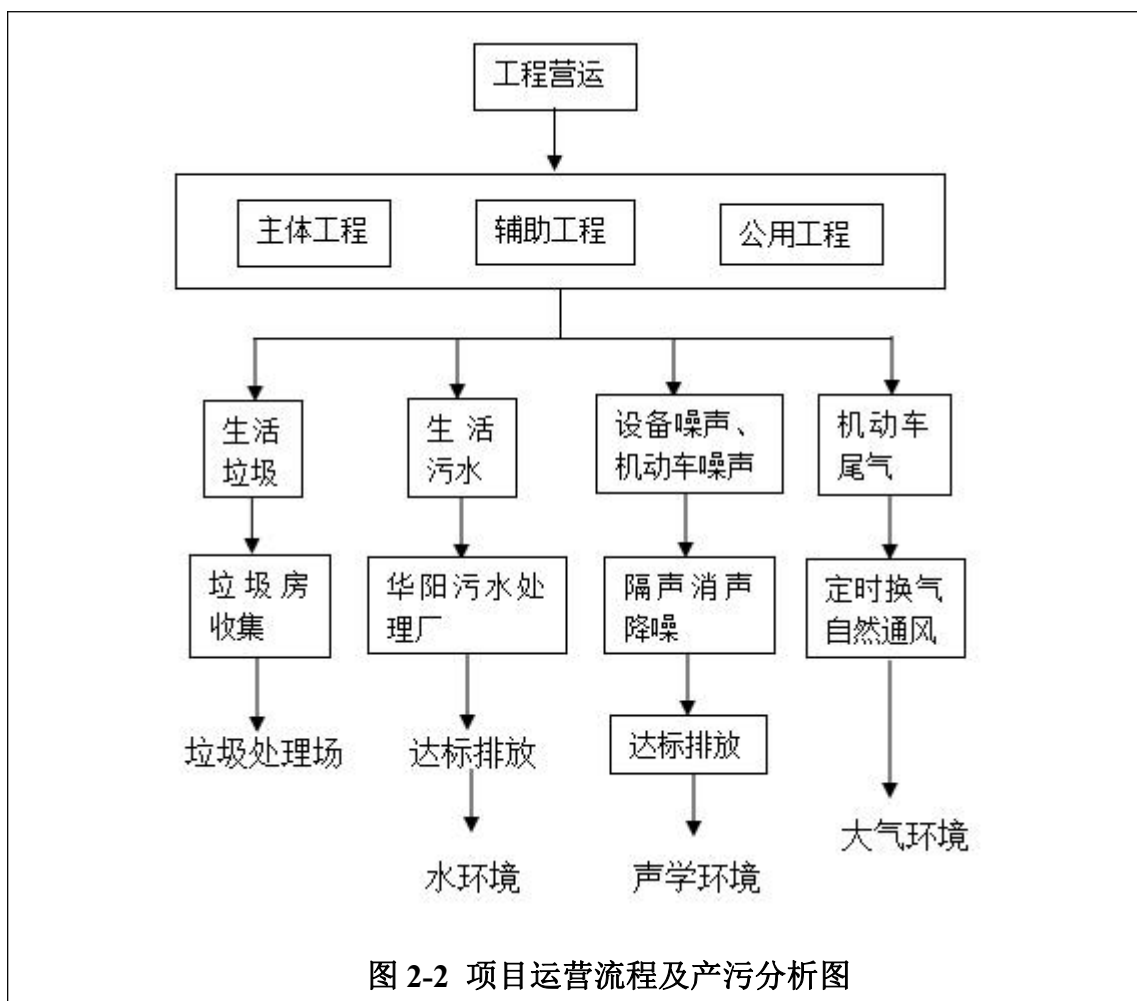 工程营运
主体工程
辅助工程
公用工程
生活
垃圾
生活
污水
设备噪声、
机动车噪声
机动车
尾气
垃圾房
收集
华阳污水处
理厂
隔声消声
降噪
定时换气
自然通风
垃圾处理场
达标排放
达标排放
大气环境
水环境
声学环境
图 2-2 项目运营流程及产污分析图